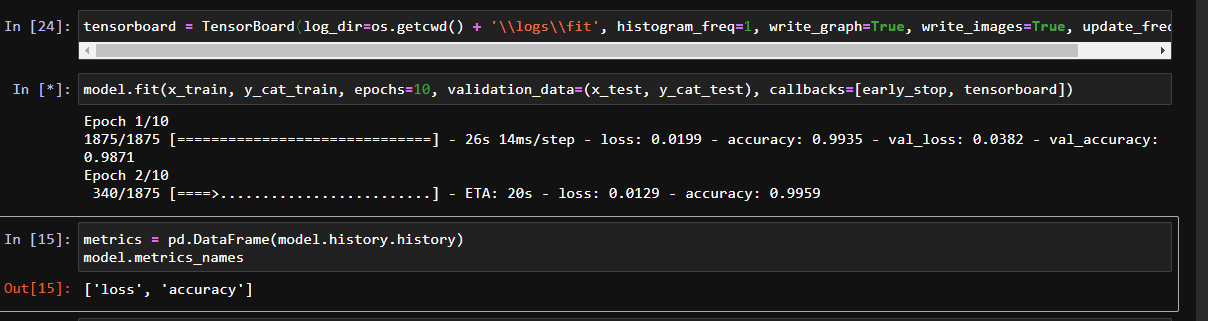 In [24]: tensorboard = TensorBoard(log_dir=os.getcwd() + '\\logs\\fit', histogram_freq=1, write_graph=True, write_images=True, update_freq
In [*]: model.fit(x_train, y_cat_train, epochs=10, validation_data=(x_test, y_cat_test), callbacks=[early_stop, tensorboard])
Epoch 1/10
1875/1875 [==============================] - 26s 14ms/step - loss: 0.0199 - accuracy: 0.9935 - val_loss: 0.0382 - val_accuracy:
0.9871
Epoch 2/10
340/1875 [====>.........................] - ETA: 20s - loss: 0.0129 - accuracy: 0.9959
In [15]: metrics = pd.DataFrame(model.history.history)
model.metrics_names
Out[15]: ['loss', 'accuracy']